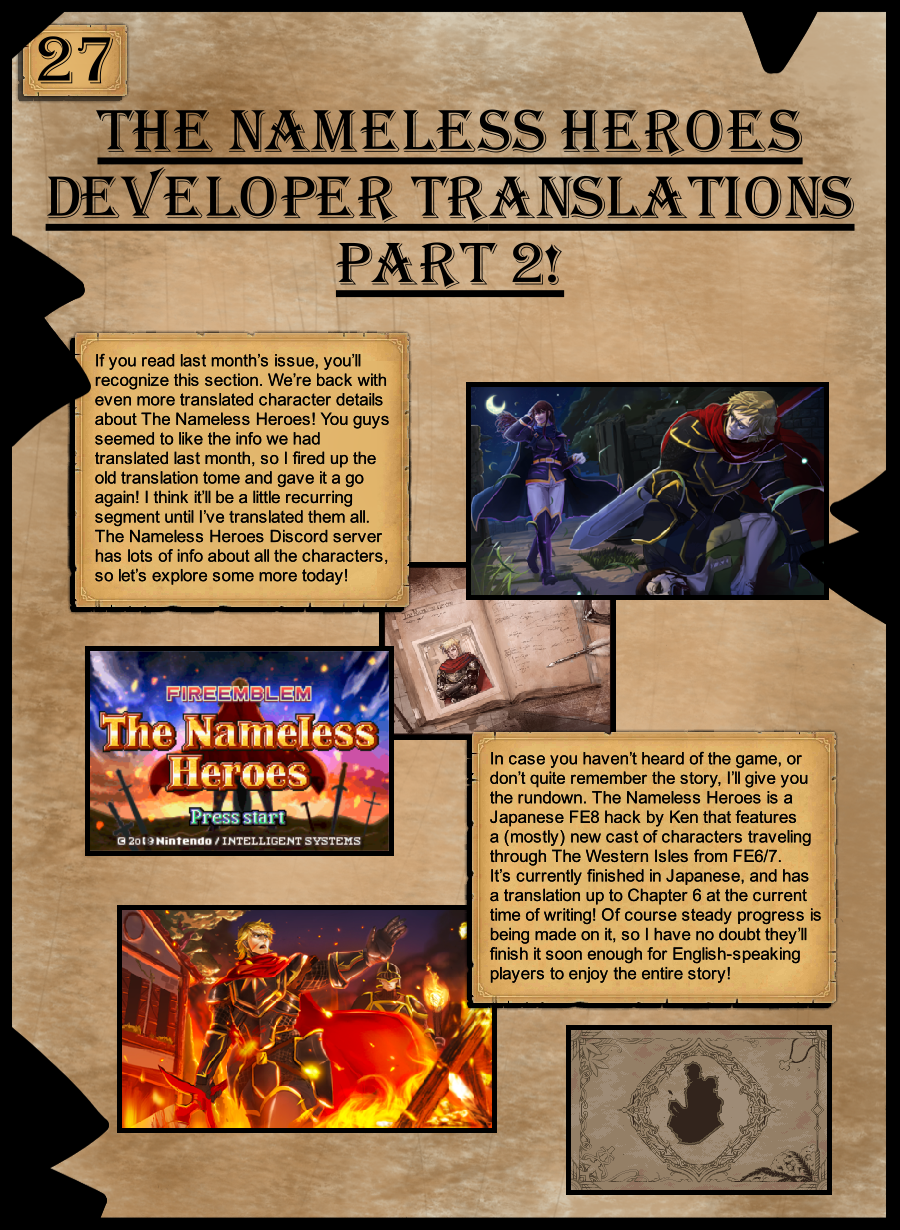 27
THE NAMELESS HEROES
DEVELOPER TRANSLATIONS
PART 2!
If you read last month’s issue, you’ll
recognize this section. We’re back with
even more translated character details
about The Nameless Heroes! You guys
seemed to like the info we had
translated last month, so I fired up the
old translation tome and gave it a go
again! I think it’ll be a little recurring
segment until I’ve translated them all.
The Nameless Heroes Discord server
has lots of info about all the characters,
so let’s explore some more today!
FIREEMBLEM
The Nameless
Heroes
Press start
© 2019 Nintendo / INTELLIGENT SYSTEMS
In case you haven’t heard of the game, or
don’t quite remember the story, I’ll give you
the rundown. The Nameless Heroes is a
Japanese FE8 hack by Ken that features
a (mostly) new cast of characters traveling
through The Western Isles from FE6/7.
It’s currently finished in Japanese, and has
a translation up to Chapter 6 at the current
time of writing! Of course steady progress is
being made on it, so I have no doubt they’ll
finish it soon enough for English-speaking
players to enjoy the entire story!